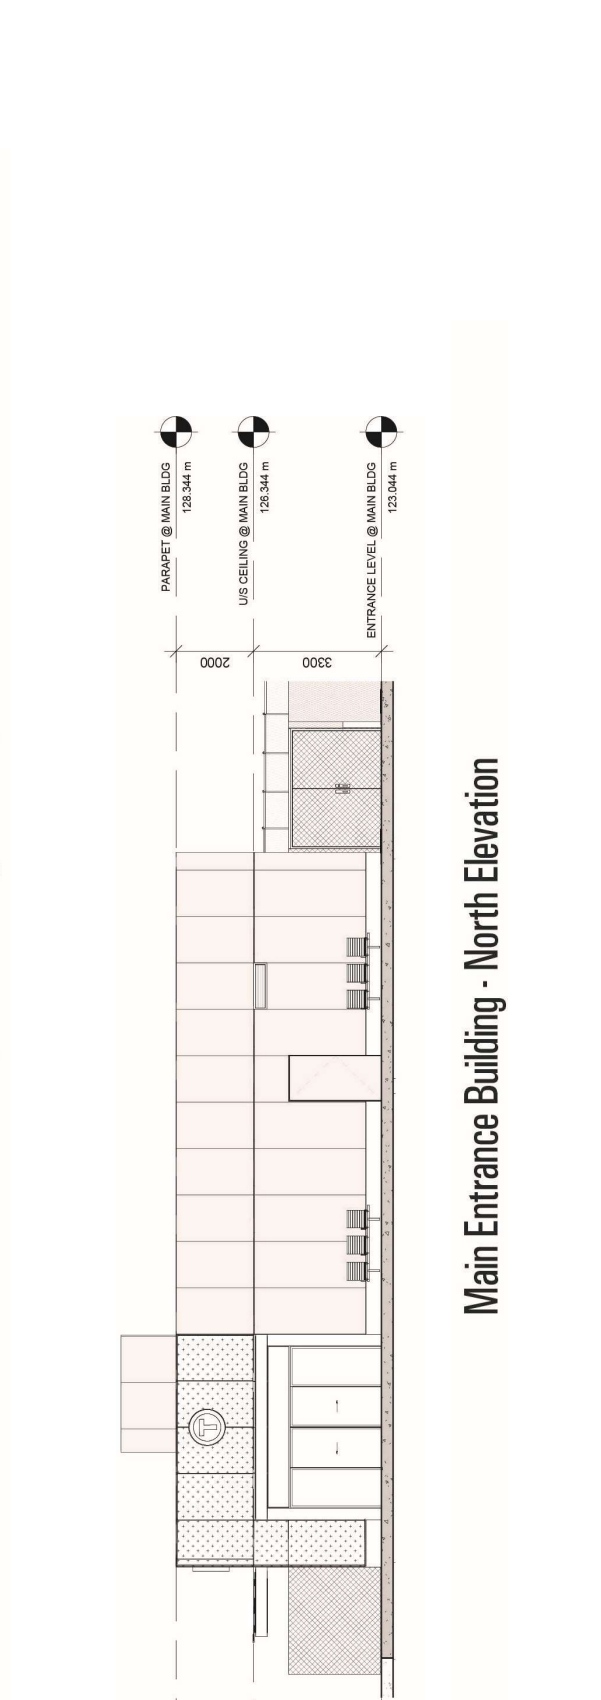 PARAPET @ MAIN BLDG
128.344 m
U/S CEILING @ MAIN BLDG
126.344 m
ENTRANCE LEVEL @ MAIN BLDG
123.044 m
2000
3300
T
Main Entrance Building - North Elevation